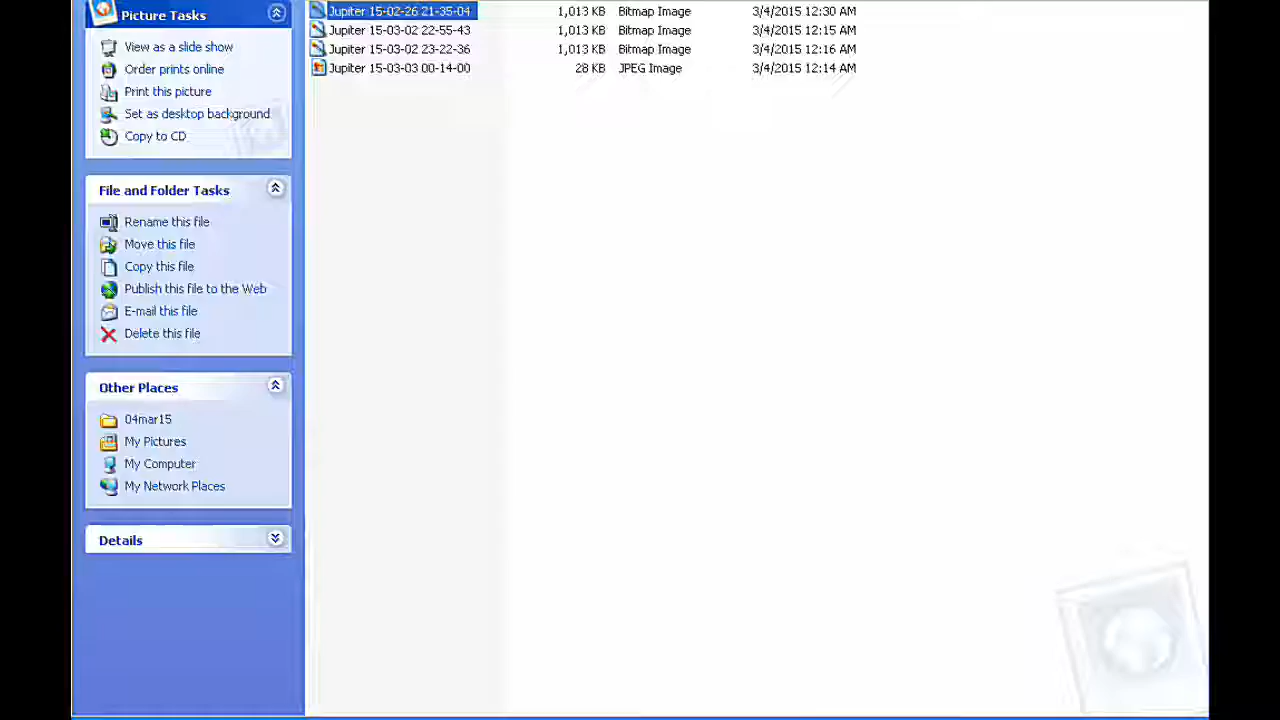 Picture Tasks
View as a slide show
Order prints online
Print this picture
Set as desktop background
Copy to CD
File and Folder Tasks
Rename this file
Move this file
Copy this file
Publish this file to the Web
E-mail this file
Delete this file
Other Places
04mar15
My Pictures
My Computer
My Network Places
Details
Jupiter 15-02-26 21-35-04 1,013 KB Bitmap Image 3/4/2015 12:30 AM
Jupiter 15-03-02 22-55-43 1,013 KB Bitmap Image 3/4/2015 12:15 AM
Jupiter 15-03-02 23-22-36 1,013 KB Bitmap Image 3/4/2015 12:16 AM
Jupiter 15-03-03 00-14-00 28 KB JPEG Image 3/4/2015 12:14 AM